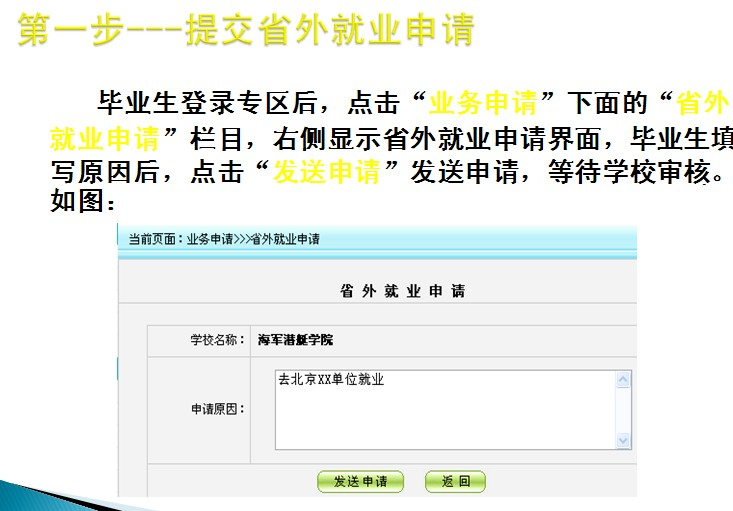 第一步---提交省外就业申请
毕业生登录专区后，点击“业务申请”下面的“省外
就业申请”栏目，右侧显示省外就业申请界面，毕业生填
写原因后，点击“发送申请”发送申请，等待学校审核。
如图：
当前页面：业务申请>>>省外就业申请
省 外 就 业 申 请
学校名称： 海军潜艇学院
申请原因： 去北京XX单位就业
发送申请 返 回